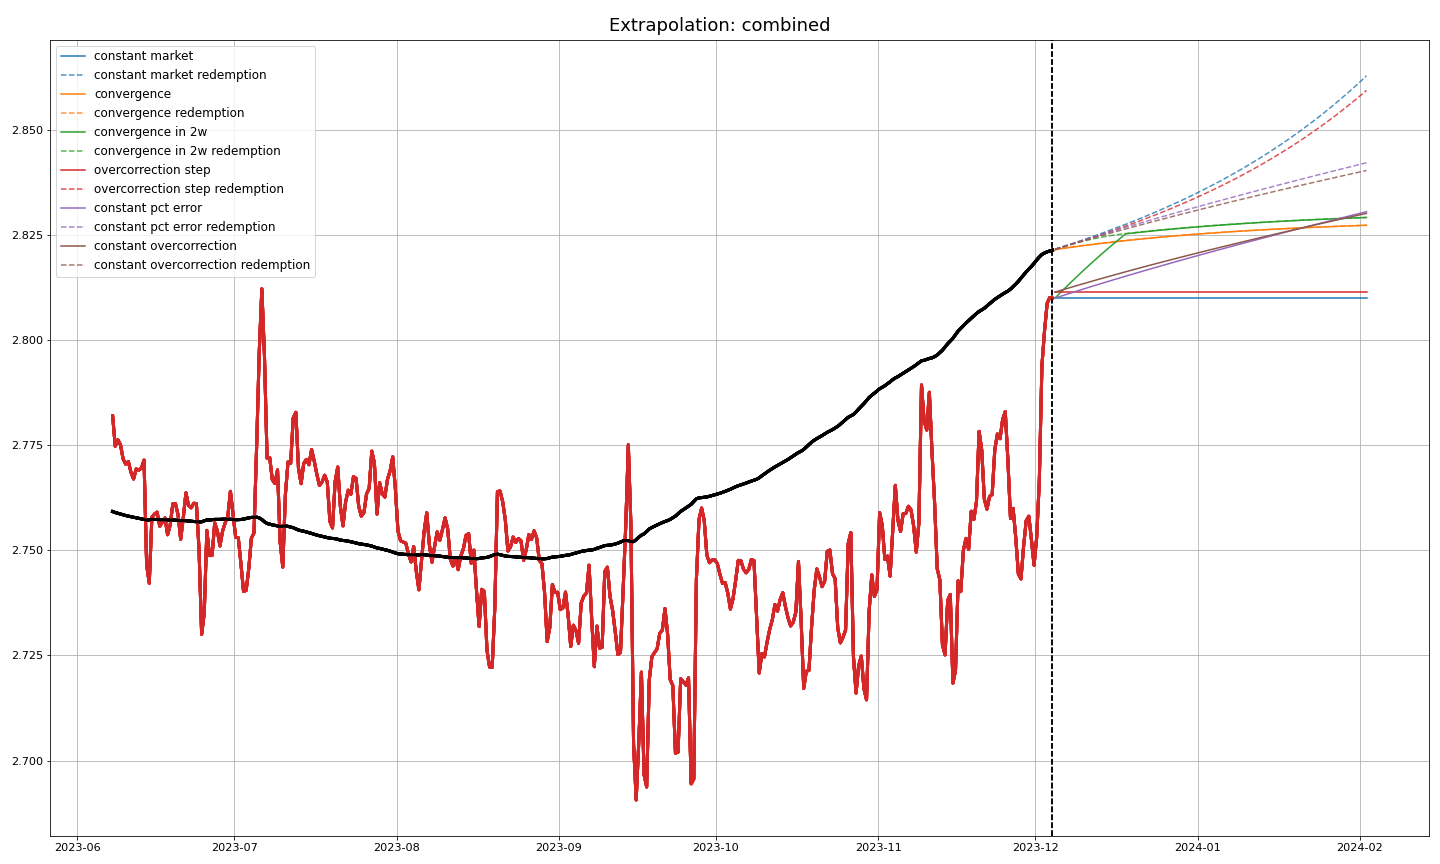 Extrapolation: combined
constant market
constant market redemption
convergence
convergence redemption
convergence in 2w
convergence in 2w redemption
overcorrection step
overcorrection step redemption
constant pct error
constant pct error redemption
constant overcorrection
constant overcorrection redemption
2.850
2.825
2.800
2.775
2.750
2.725
2.700
2023-06 2023-07 2023-08 2023-09 2023-10 2023-11 2023-12 2024-01 2024-02